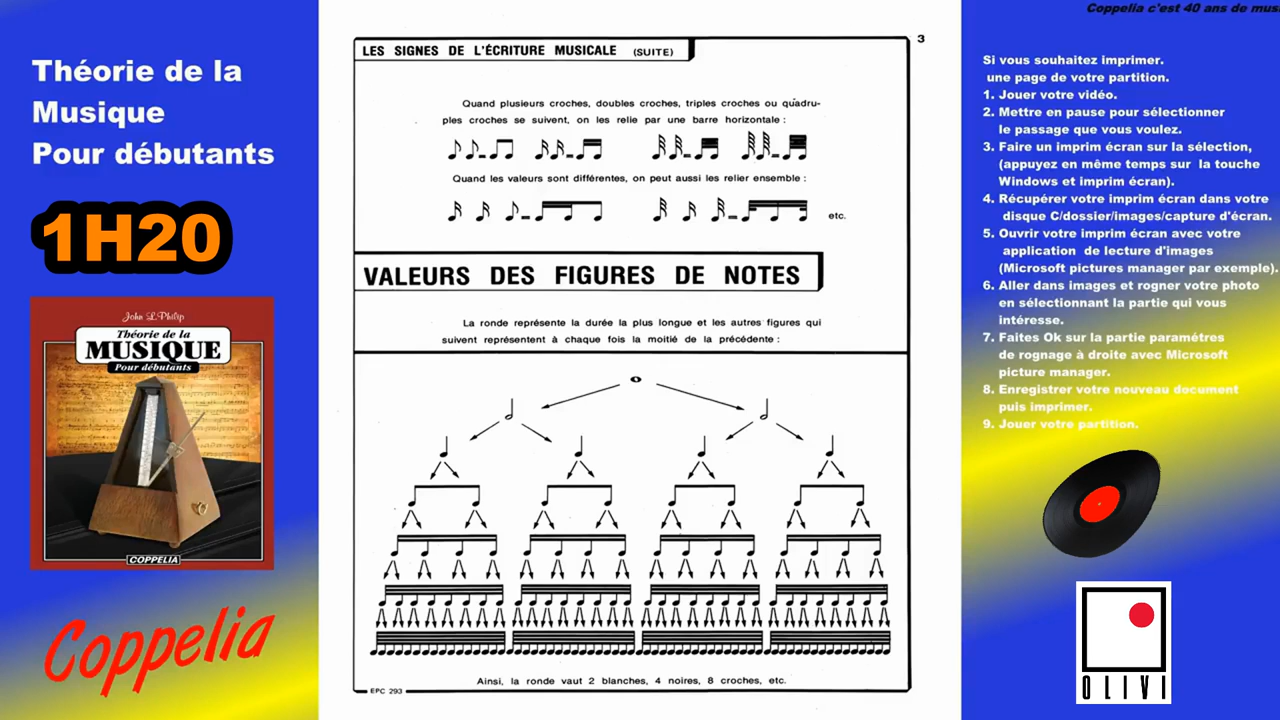 Coppelia c'est 40 ans de mus
Théorie de la
Musique
Pour débutants
1H20
John L. Philip
Théorie de la
MUSIQUE
Pour débutants
COPPELIA
Coppelia
3
LES SIGNES DE L'ÉCRITURE MUSICALE (SUITE)
Quand plusieurs croches, doubles croches, triples croches ou quadru-
ples croches se suivent, on les relie par une barre horizontale :
Quand les valeurs sont différentes, on peut aussi les relier ensemble :
etc.
VALEURS DES FIGURES DE NOTES
La ronde représente la durée la plus longue et les autres figures qui
suivent représentent à chaque fois la moitié de la précédente :
Ainsi, la ronde vaut 2 blanches, 4 noires, 8 croches, etc.
EPC 293
Si vous souhaitez imprimer.
une page de votre partition.
1. Jouer votre vidéo.
2. Mettre en pause pour sélectionner
le passage que vous voulez.
3. Faire un imprim écran sur la sélection,
(appuyez en même temps sur la touche
Windows et imprim écran).
4. Récupérer votre imprim écran dans votre
disque C/dossier/images/capture d'écran.
5. Ouvrir votre imprim écran avec votre
application de lecture d'images
(Microsoft pictures manager par exemple).
6. Aller dans images et rogner votre photo
en sélectionnant la partie qui vous
intéresse.
7. Faites Ok sur la partie paramétres
de rognage à droite avec Microsoft
picture manager.
8. Enregistrer votre nouveau document
puis imprimer.
9. Jouer votre partition.
OLIVI